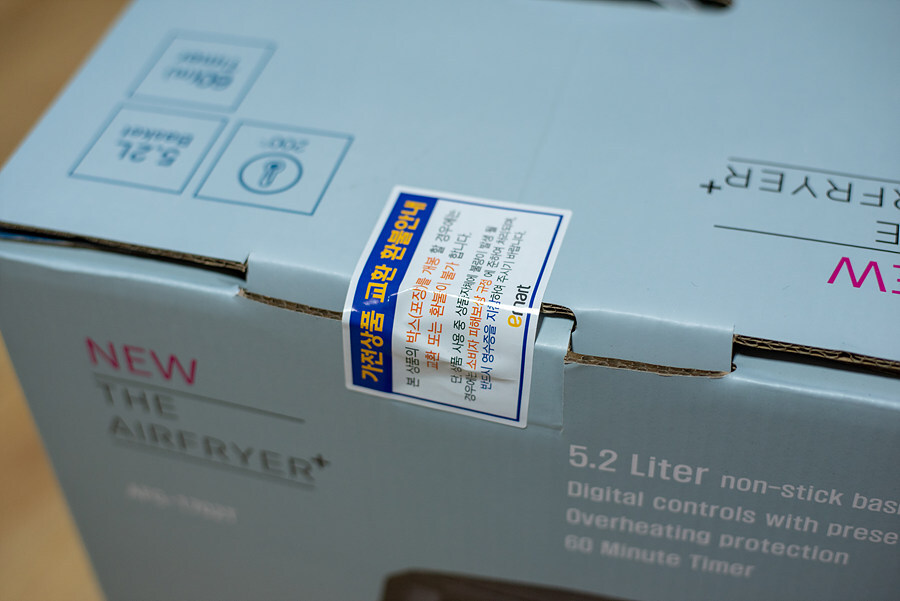 60min
Timer
5.2L
Basket
200°
THE
AIRFRYER+
NEW
가전상품 교환 환불안내
본 상품의 박스(포장)를 개봉 할 경우에는
교환 또는 환불이 불가 합니다.
단, 상품 사용 중 상품자체에 불량이 발생 될
경우에는 소비자 피해보상 규정에 준하여 처리되며,
반드시 영수증을 지참하여 주시기 바랍니다.
emart
NEW
THE
AIRFRYER+
5.2 Liter non-stick bas
Digital controls with prese
Overheating protection
60 Minute Timer